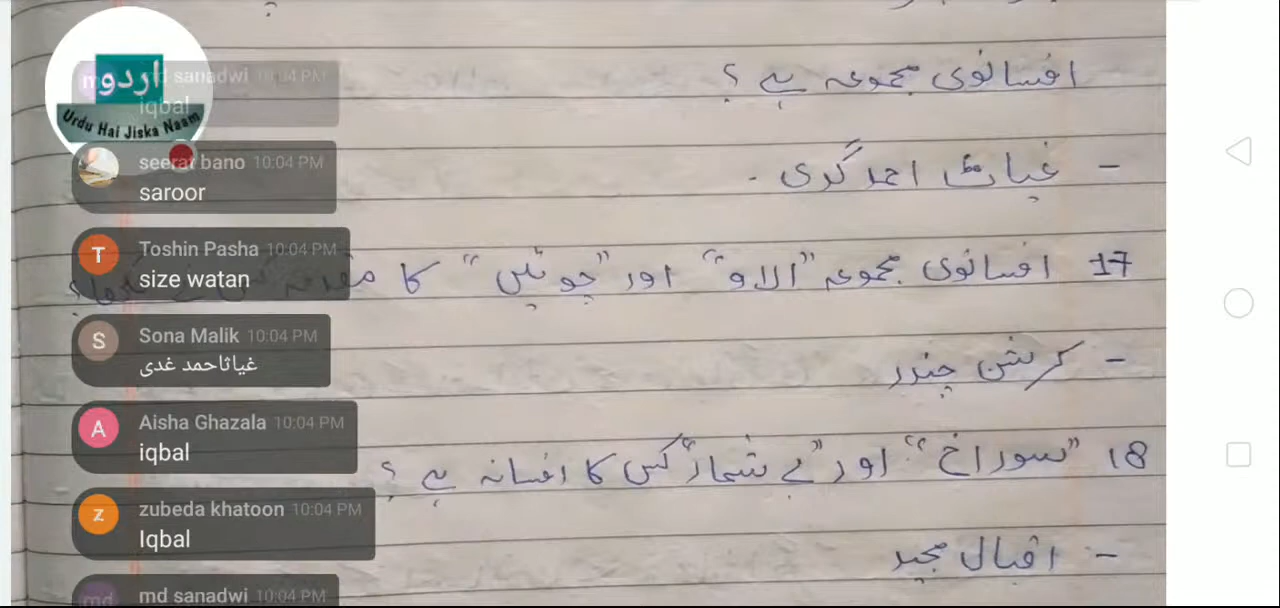 افسانوی مجموعہ ہے ؟
- غیاث احمد گدی -
17 افسانوی مجموعہ "الاؤ" اور "چوٹیں" کا
- کرشن چندر
18 "سوراخ" اور "بے شمار" کس کا افسانہ ہے ؟
- اقبال مجید
اردو
Urdu Hai Jiska Naam
md sanadwi 10:04 PM
iqbal
seerat bano 10:04 PM
saroor
T
Toshin Pasha 10:04 PM
size watan
S
Sona Malik 10:04 PM
غیاثاحمد غدی
A
Aisha Ghazala 10:04 PM
iqbal
z
zubeda khatoon 10:04 PM
Iqbal
md
md sanadwi 10:04 PM